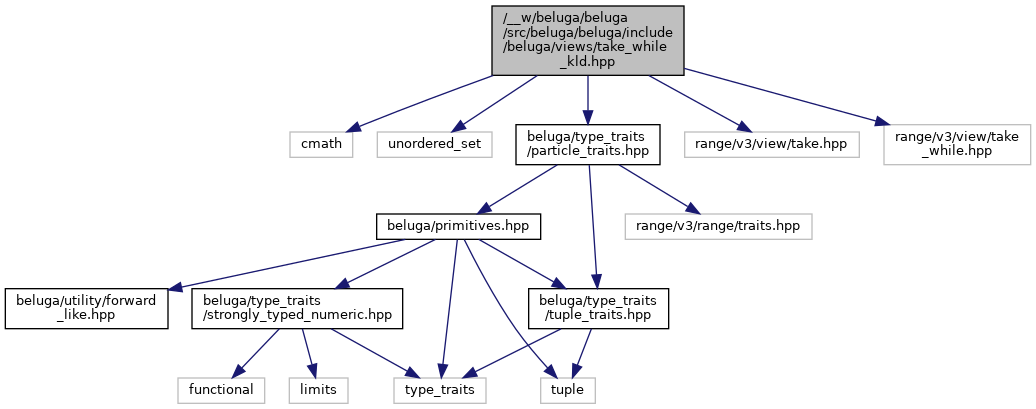 /__w/beluga/beluga
/src/beluga/beluga/include
/beluga/views/take_while
_kld.hpp
cmath
unordered_set
beluga/type_traits
/particle_traits.hpp
range/v3/view/take.hpp
range/v3/view/take
_while.hpp
beluga/primitives.hpp
range/v3/range/traits.hpp
beluga/utility/forward
_like.hpp
beluga/type_traits
/strongly_typed_numeric.hpp
beluga/type_traits
/tuple_traits.hpp
functional
limits
type_traits
tuple